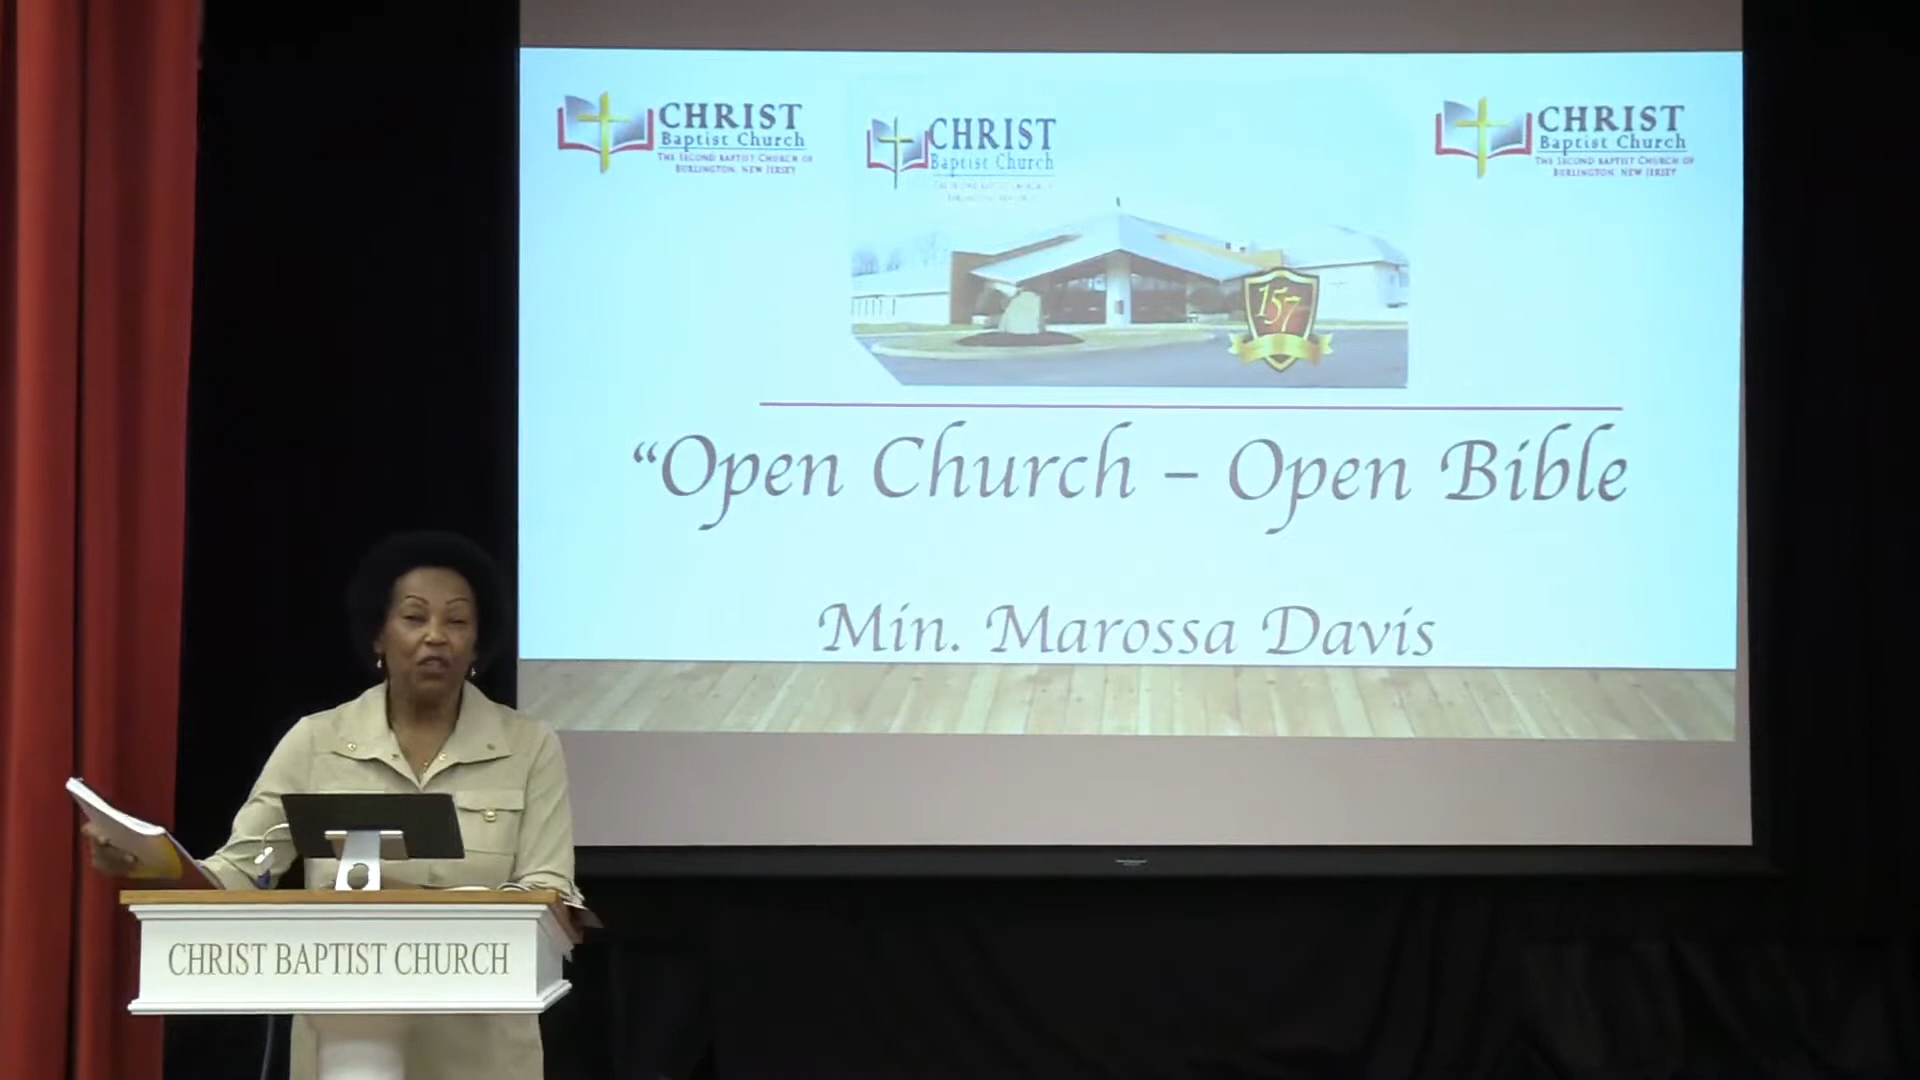 CHRIST
Baptist Church
THE SECOND BAPTIST CHURCH OF
BURLINGTON, NEW JERSEY
CHRIST
Baptist Church
CHRIST
Baptist Church
THE SECOND BAPTIST CHURCH OF
BURLINGTON, NEW JERSEY
157
“Open Church – Open Bible
Min. Marossa Davis
CHRIST BAPTIST CHURCH